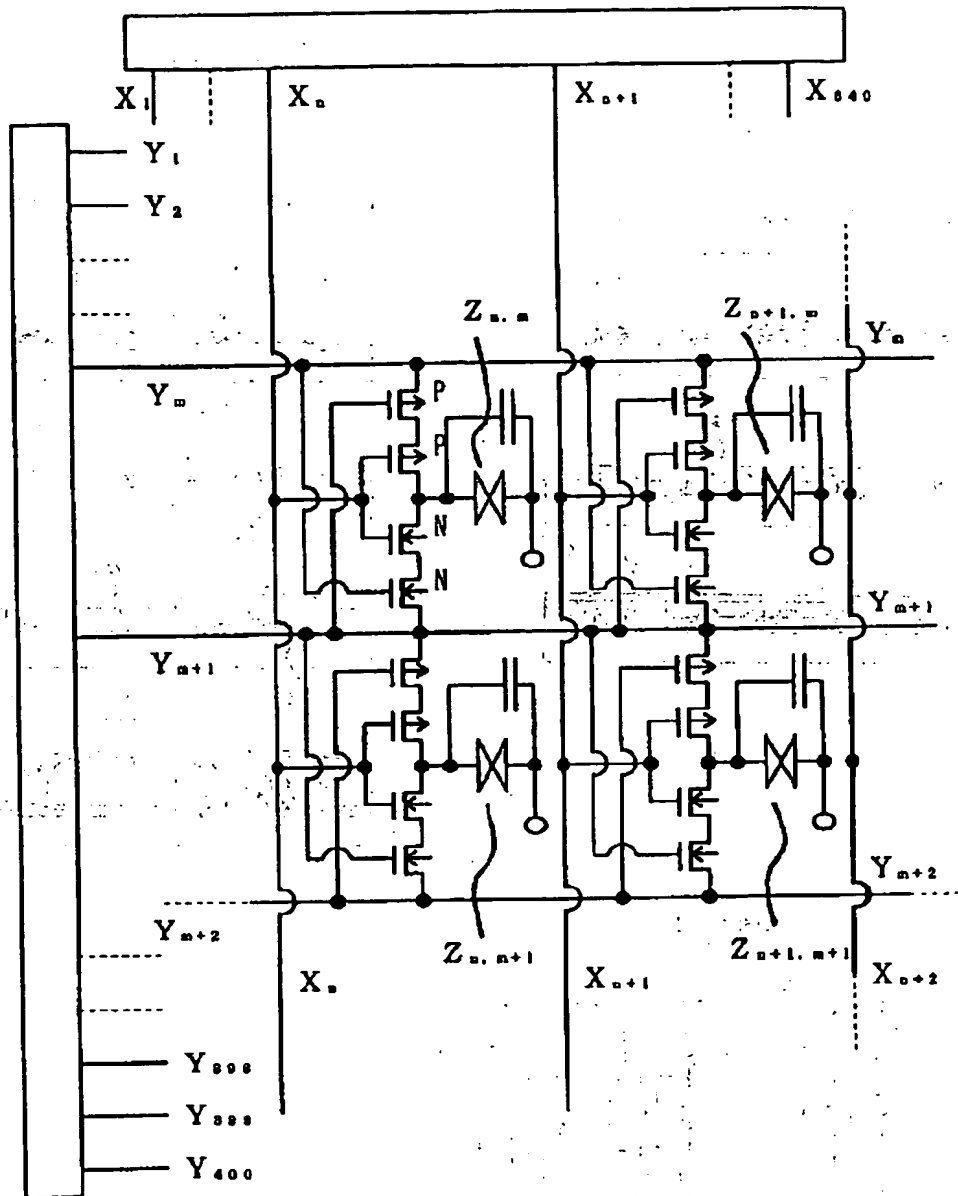 X₁ Xₙ Xₙ₊₁ X₆₄₀
Y₁
Y₂
Zₙ.ₘ Zₙ₊₁.ₘ
Yₘ Yₘ
P
P
N
N
Yₘ₊₁ Yₘ₊₁
Yₘ₊₂ Yₘ₊₂
Zₙ.ₘ₊₁ Zₙ₊₁.ₘ₊₁
Xₙ Xₙ₊₁ Xₙ₊₂
Y₃₉₈
Y₃₉₉
Y₄₀₀